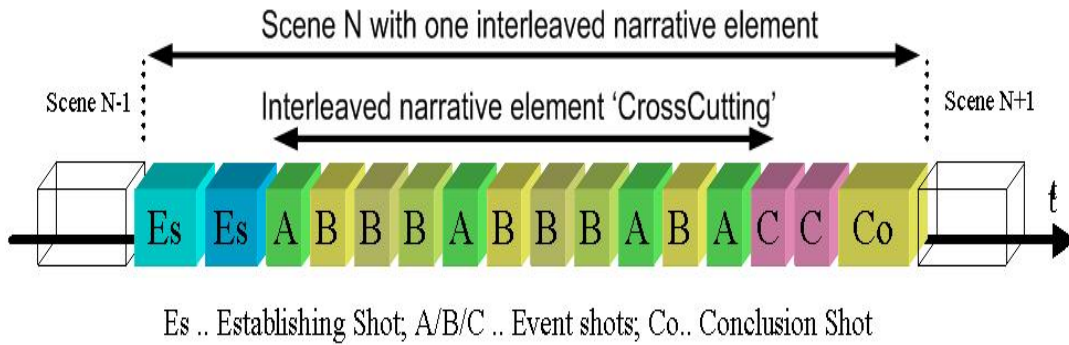 Scene N with one interleaved narrative element
Scene N-1
Interleaved narrative element ‘CrossCutting’
Scene N+1
Es Es A B B B A B B B A B A C C Co
t
Es .. Establishing Shot; A/B/C .. Event shots; Co.. Conclusion Shot